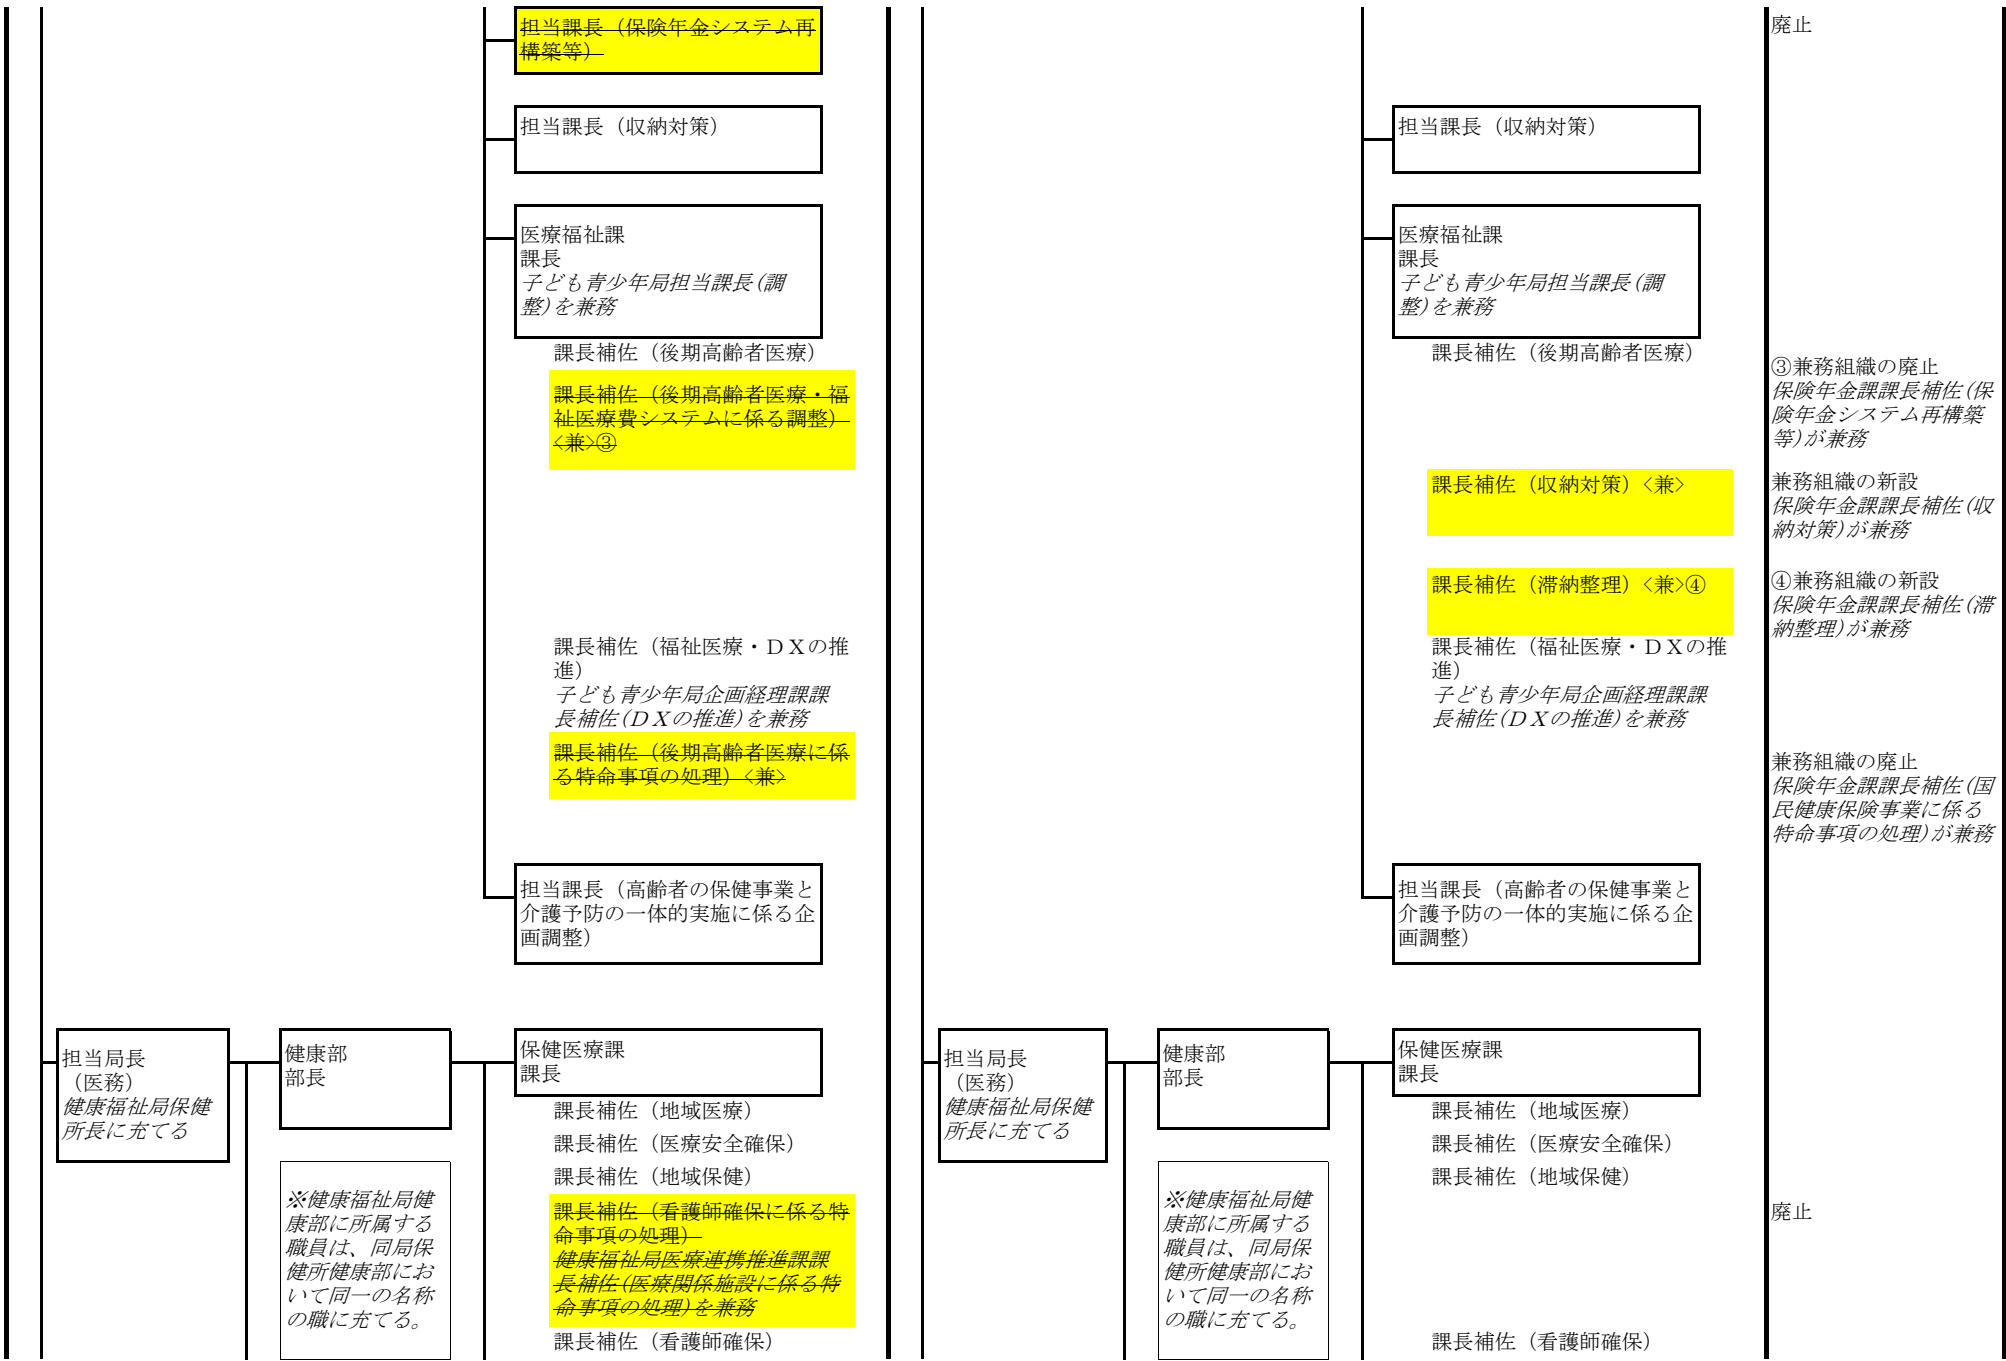 担当課長（保険年金システム再
構築等）
担当課長（収納対策）
医療福祉課
課長
子ども青少年局担当課長(調
整)を兼務
課長補佐（後期高齢者医療）
課長補佐（後期高齢者医療・福
祉医療費システムに係る調整）
<兼>③
課長補佐（福祉医療・ＤＸの推
進）
子ども青少年局企画経理課課
長補佐(ＤＸの推進)を兼務
課長補佐（後期高齢者医療に係
る特命事項の処理）<兼>
担当課長（高齢者の保健事業と
介護予防の一体的実施に係る企
画調整）
担当局長
（医務）
健康福祉局保健
所長に充てる
健康部
部長
※健康福祉局健
康部に所属する
職員は、同局保
健所健康部にお
いて同一の名称
の職に充てる。
保健医療課
課長
課長補佐（地域医療）
課長補佐（医療安全確保）
課長補佐（地域保健）
課長補佐（看護師確保に係る特
命事項の処理）
健康福祉局医療連携推進課課
長補佐(医療関係施設に係る特
命事項の処理)を兼務
課長補佐（看護師確保）
担当課長（収納対策）
医療福祉課
課長
子ども青少年局担当課長(調
整)を兼務
課長補佐（後期高齢者医療）
課長補佐（収納対策）<兼>
課長補佐（滞納整理）<兼>④
課長補佐（福祉医療・ＤＸの推
進）
子ども青少年局企画経理課課
長補佐(ＤＸの推進)を兼務
担当課長（高齢者の保健事業と
介護予防の一体的実施に係る企
画調整）
担当局長
（医務）
健康福祉局保健
所長に充てる
健康部
部長
※健康福祉局健
康部に所属する
職員は、同局保
健所健康部にお
いて同一の名称
の職に充てる。
保健医療課
課長
課長補佐（地域医療）
課長補佐（医療安全確保）
課長補佐（地域保健）
課長補佐（看護師確保）
廃止
③兼務組織の廃止
保険年金課課長補佐(保
険年金システム再構築
等)が兼務
兼務組織の新設
保険年金課課長補佐(収
納対策)が兼務
④兼務組織の新設
保険年金課課長補佐(滞
納整理)が兼務
兼務組織の廃止
保険年金課課長補佐(国
民健康保険事業に係る
特命事項の処理)が兼務
廃止